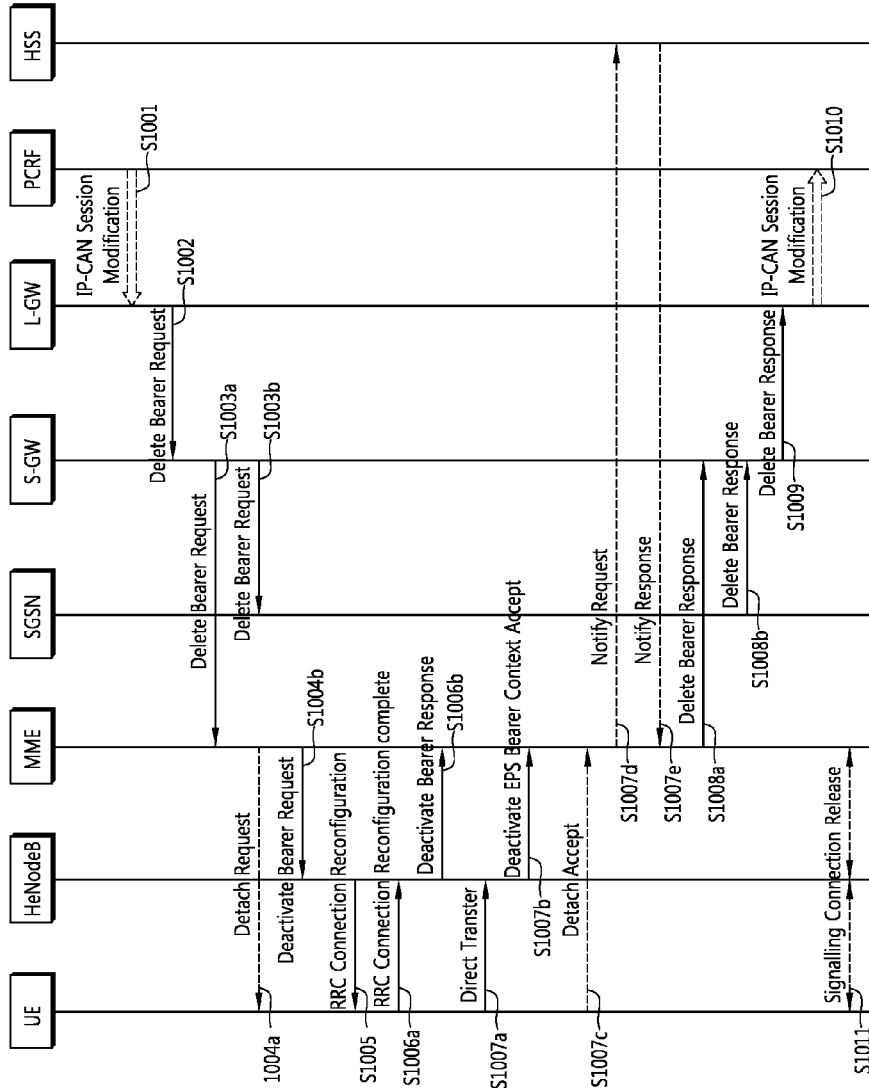 UE
HeNodeB
MME
SGSN
S-GW
L-GW
PCRF
HSS
IP-CAN Session
Modification
S1001
Delete Bearer Request
S1002
Delete Bearer Request
S1003a
Delete Bearer Request
S1003b
Detach Request
1004a
Deactivate Bearer Request
S1004b
RRC Connection Reconfiguration
S1005
RRC Connection Reconfiguration complete
S1006a
Deactivate Bearer Response
S1006b
Direct Transter
S1007a
Deactivate EPS Bearer Context Accept
S1007b
Detach Accept
S1007c
Notify Request
S1007d
Notify Response
S1007e
Delete Bearer Response
S1008a
Delete Bearer Response
S1008b
Delete Bearer Response
S1009
IP-CAN Session
Modification
S1010
Signalling Connection Release
S1011